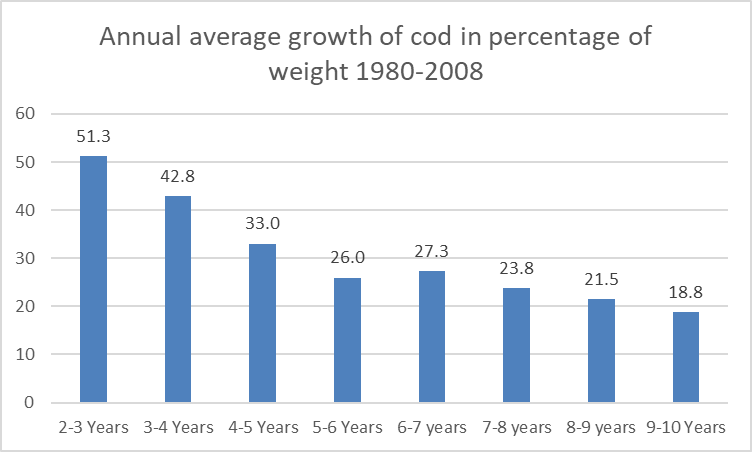 Annual average growth of cod in percentage of
weight 1980-2008
60
50
40
30
20
10
0
51.3
42.8
33.0
26.0
27.3
23.8
21.5
18.8
2-3 Years
3-4 Years
4-5 Years
5-6 Years
6-7 years
7-8 years
8-9 years
9-10 Years